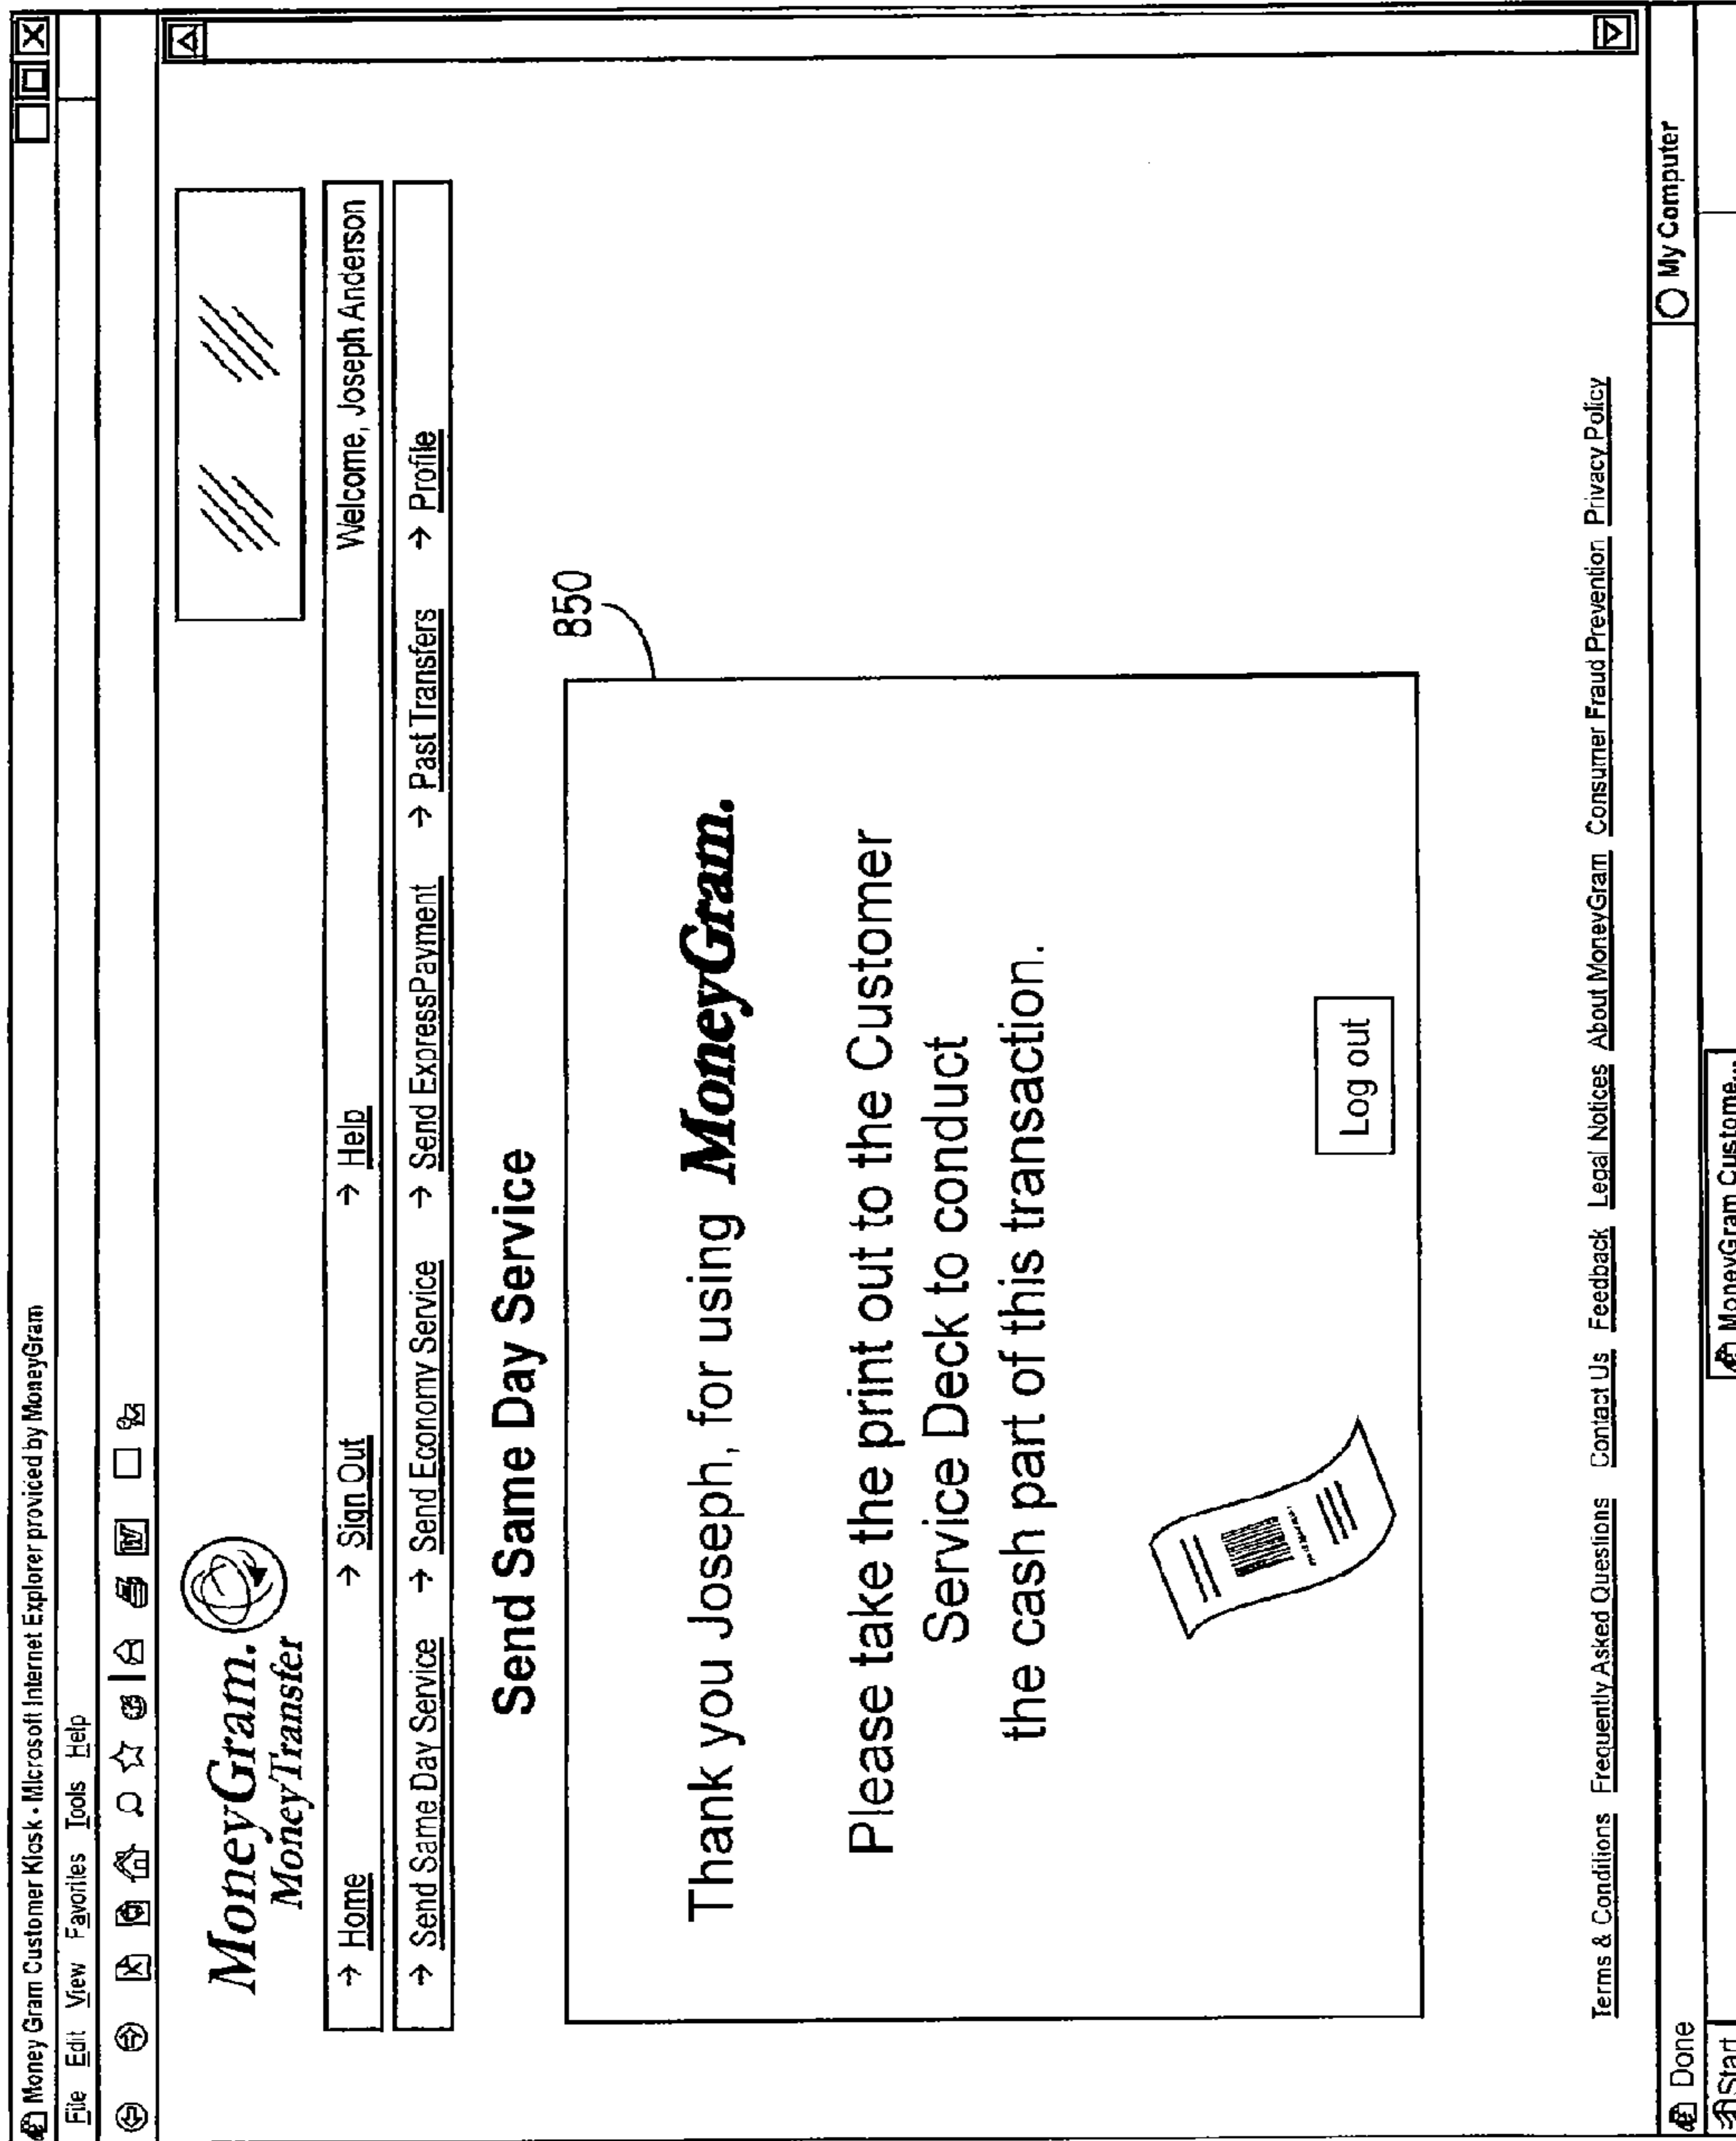 Money Gram Customer Kiosk - Microsoft Internet Explorer provided by MoneyGram
File Edit View Favorites Tools Help
MoneyGram.
MoneyTransfer
→ Home → Sign Out → Help Welcome, Joseph Anderson
→ Send Same Day Service → Send Economy Service → Send ExpressPayment → Past Transfers → Profile
Send Same Day Service
850
Thank you Joseph, for using MoneyGram.
Please take the print out to the Customer
Service Deck to conduct
the cash part of this transaction.
Log out
Terms & Conditions Frequently Asked Questions Contact Us Feedback Legal Notices About MoneyGram Consumer Fraud Prevention Privacy Policy
Done My Computer
Start MoneyGram Custome...